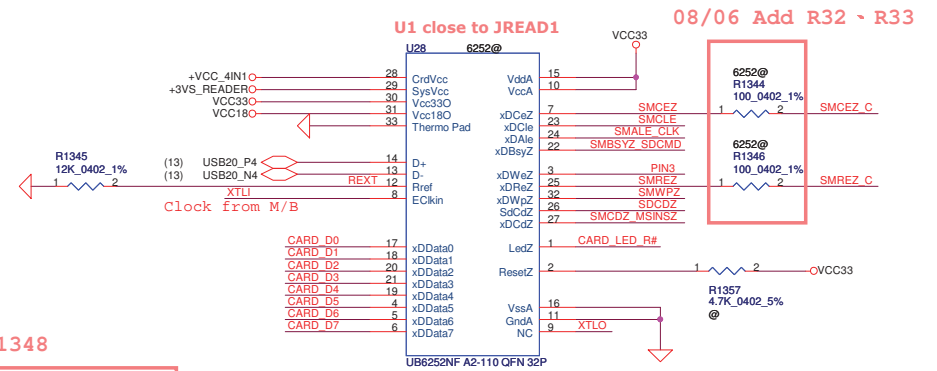 08/06 Add R32、R33
U1 close to JREAD1
VCC33
U28 6252@
6252@
R1344
100_0402_1%
+VCC_4IN1 28 CrdVcc VddA 15
+3VS_READER 29 SysVcc VccA 10
VCC33 30 Vcc33O
VCC18 31 Vcc18O xDCeZ 7 SMCEZ 1 2 SMCEZ_C
33 Thermo Pad xDCle 23 SMCLE
xDAle 24 SMALE_CLK
xDBsyZ 22 SMBSYZ_SDCMD
6252@
R1346
100_0402_1%
R1345
12K_0402_1%
(13) USB20_P4 14 D+
(13) USB20_N4 13 D-
xDWeZ 3 PIN3
1 2 REXT 12 Rref xDReZ 25 SMREZ 1 2 SMREZ_C
XTLI 8 EClkin xDWpZ 32 SMWPZ
Clock from M/B
SdCdZ 26 SDCDZ
xDCdZ 27 SMCDZ_MSINSZ
CARD_D0 17 xDData0 LedZ 1 CARD_LED_R#
CARD_D1 18 xDData1
CARD_D2 20 xDData2 ResetZ 2 1 2 VCC33
CARD_D3 21 xDData3
CARD_D4 19 xDData4
R1357
4.7K_0402_5%
@
CARD_D5 4 xDData5 VssA 16
CARD_D6 5 xDData6 GndA 11
CARD_D7 6 xDData7 NC 9 XTLO
UB6252NF A2-110 QFN 32P
1348